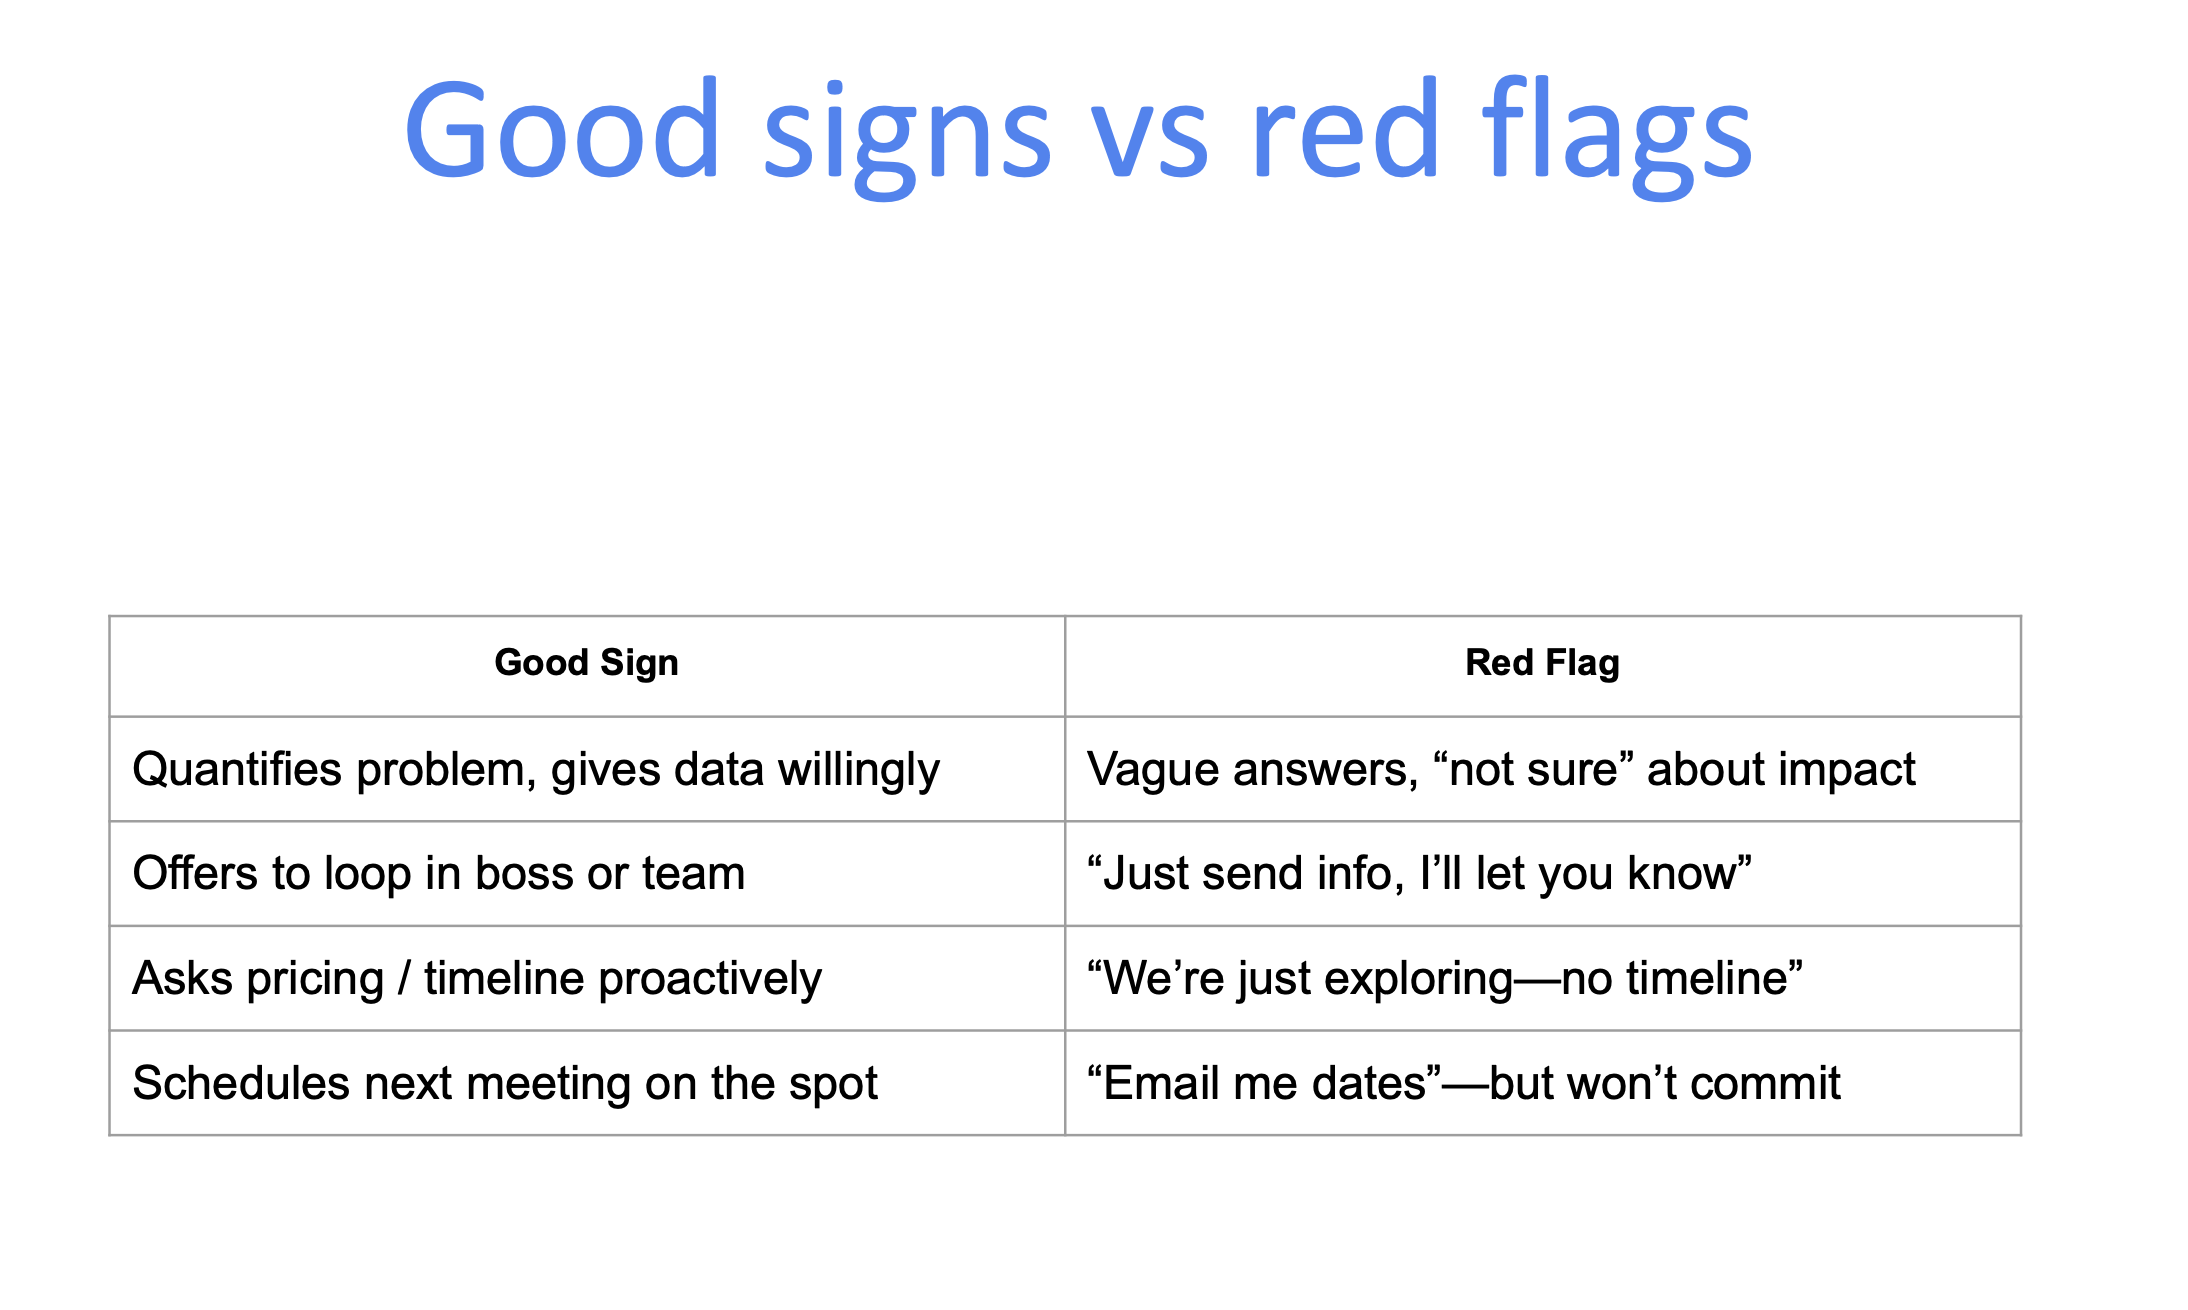 Good signs vs red flags
Good Sign
Red Flag
Quantifies problem, gives data willingly
Vague answers, “not sure” about impact
Offers to loop in boss or team
“Just send info, I’ll let you know”
Asks pricing / timeline proactively
“We’re just exploring—no timeline”
Schedules next meeting on the spot
“Email me dates”—but won’t commit